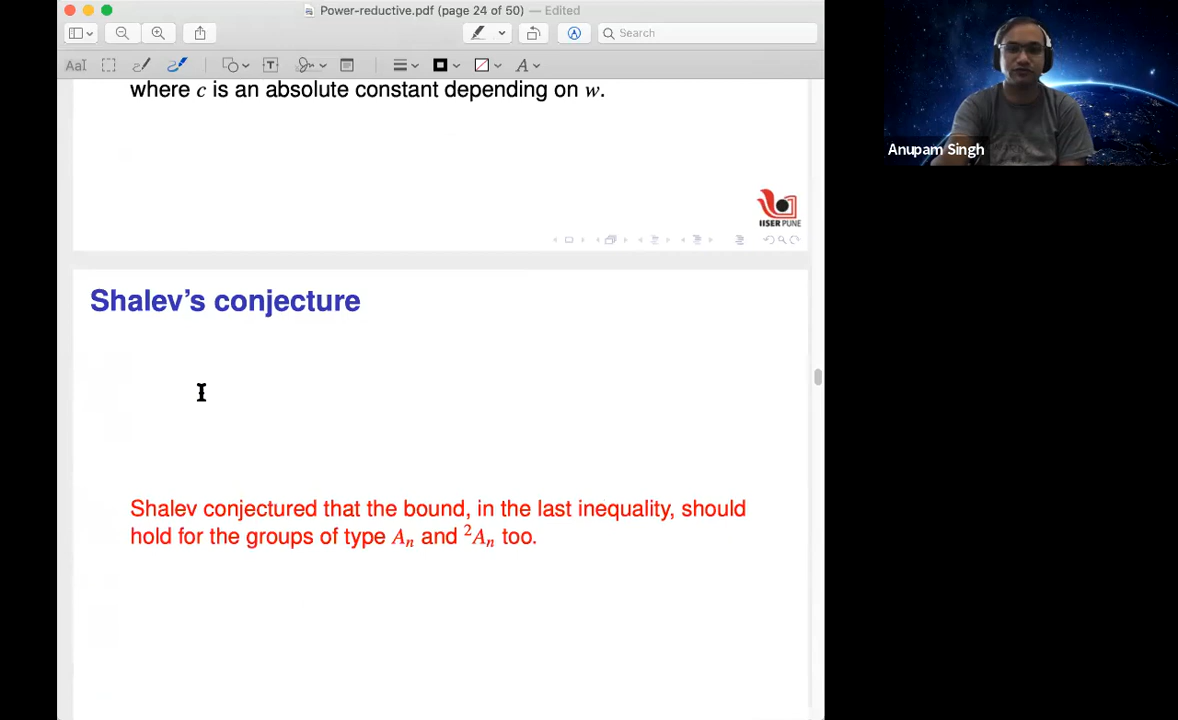 Power-reductive.pdf (page 24 of 50) — Edited
Search
AaI
where c is an absolute constant depending on w.
Anupam Singh
IISER PUNE
Shalev's conjecture
Shalev conjectured that the bound, in the last inequality, should
hold for the groups of type Aₙ and ²Aₙ too.